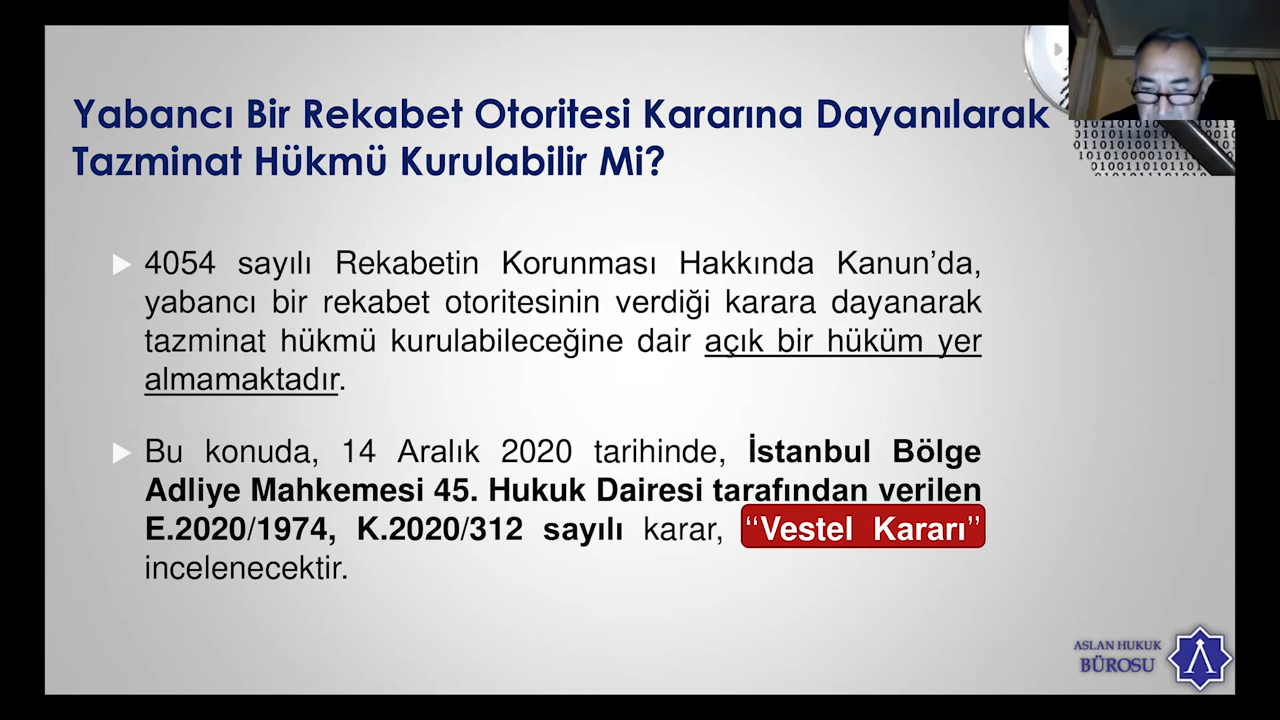 Yabancı Bir Rekabet Otoritesi Kararına Dayanılarak
Tazminat Hükmü Kurulabilir Mi?
4054 sayılı Rekabetin Korunması Hakkında Kanun’da,
yabancı bir rekabet otoritesinin verdiği karara dayanarak
tazminat hükmü kurulabileceğine dair açık bir hüküm yer
almamaktadır.
Bu konuda, 14 Aralık 2020 tarihinde, İstanbul Bölge
Adliye Mahkemesi 45. Hukuk Dairesi tarafından verilen
E.2020/1974, K.2020/312 sayılı karar, ‘‘Vestel Kararı’’
incelenecektir.
ASLAN HUKUK
BÜROSU